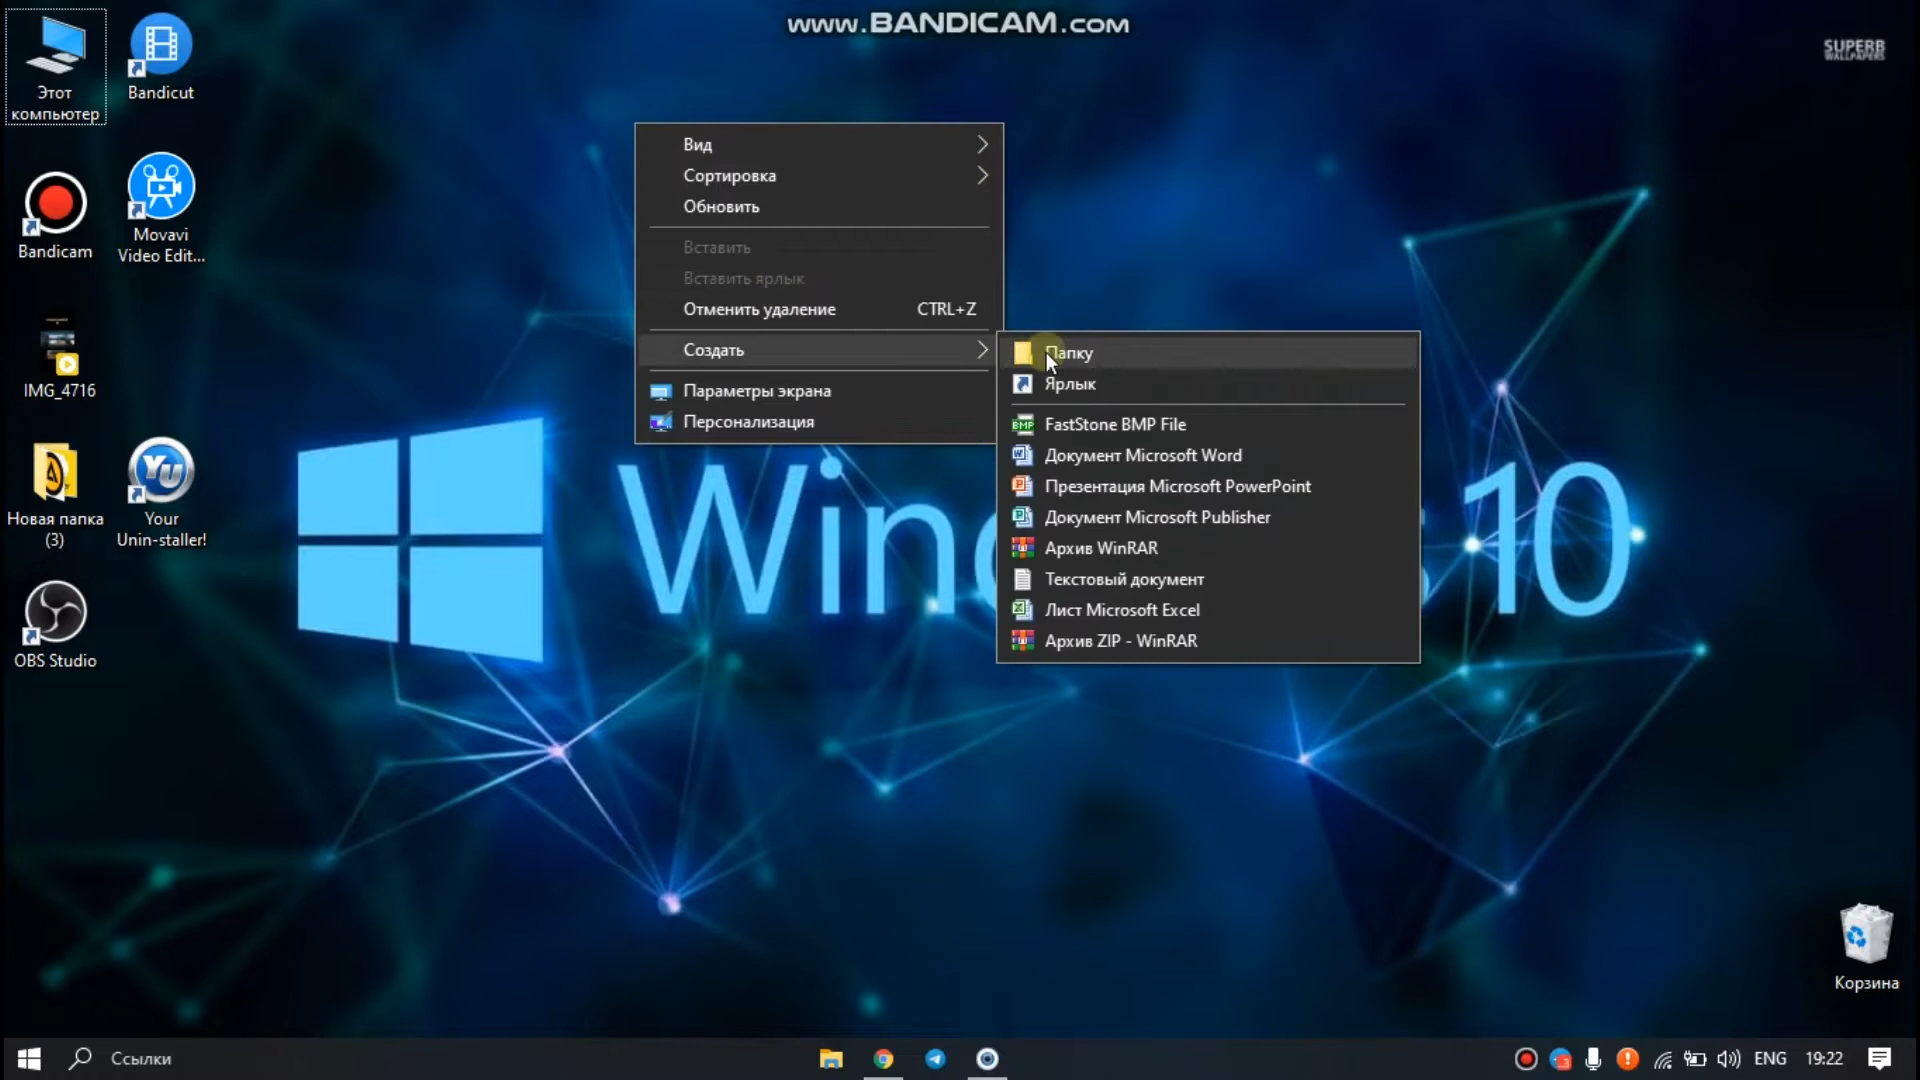 www.BANDICAM.com
SUPERB
WALLPAPERS
Этот
компьютер
Bandicut
Bandicam
Movavi
Video Edit...
IMG_4716
Новая папка
(3)
Your
Unin-staller!
OBS Studio
Вид
Сортировка
Обновить
Вставить
Вставить ярлык
Отменить удаление CTRL+Z
Создать
Параметры экрана
Персонализация
Папку
Ярлык
BMP FastStone BMP File
Документ Microsoft Word
Презентация Microsoft PowerPoint
Документ Microsoft Publisher
Архив WinRAR
Текстовый документ
Лист Microsoft Excel
Архив ZIP - WinRAR
10
Корзина
Ссылки
ENG 19:22